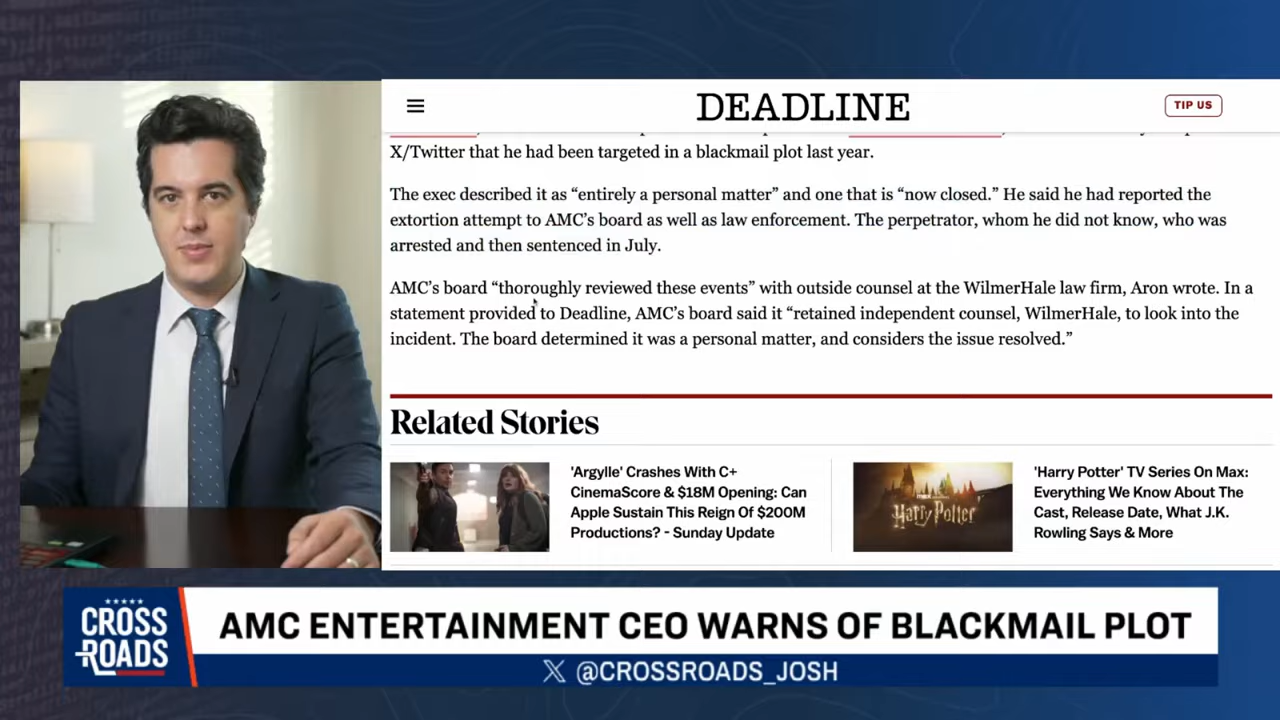 DEADLINE
TIP US
X/Twitter that he had been targeted in a blackmail plot last year.
The exec described it as “entirely a personal matter” and one that is “now closed.” He said he had reported the
extortion attempt to AMC’s board as well as law enforcement. The perpetrator, whom he did not know, who was
arrested and then sentenced in July.
AMC’s board “thoroughly reviewed these events” with outside counsel at the WilmerHale law firm, Aron wrote. In a
statement provided to Deadline, AMC’s board said it “retained independent counsel, WilmerHale, to look into the
incident. The board determined it was a personal matter, and considers the issue resolved.”
Related Stories
'Argylle' Crashes With C+
CinemaScore & $18M Opening: Can
Apple Sustain This Reign Of $200M
Productions? - Sunday Update
max
Harry Potter
'Harry Potter' TV Series On Max:
Everything We Know About The
Cast, Release Date, What J.K.
Rowling Says & More
CROSS
ROADS
AMC ENTERTAINMENT CEO WARNS OF BLACKMAIL PLOT
X @CROSSROADS_JOSH